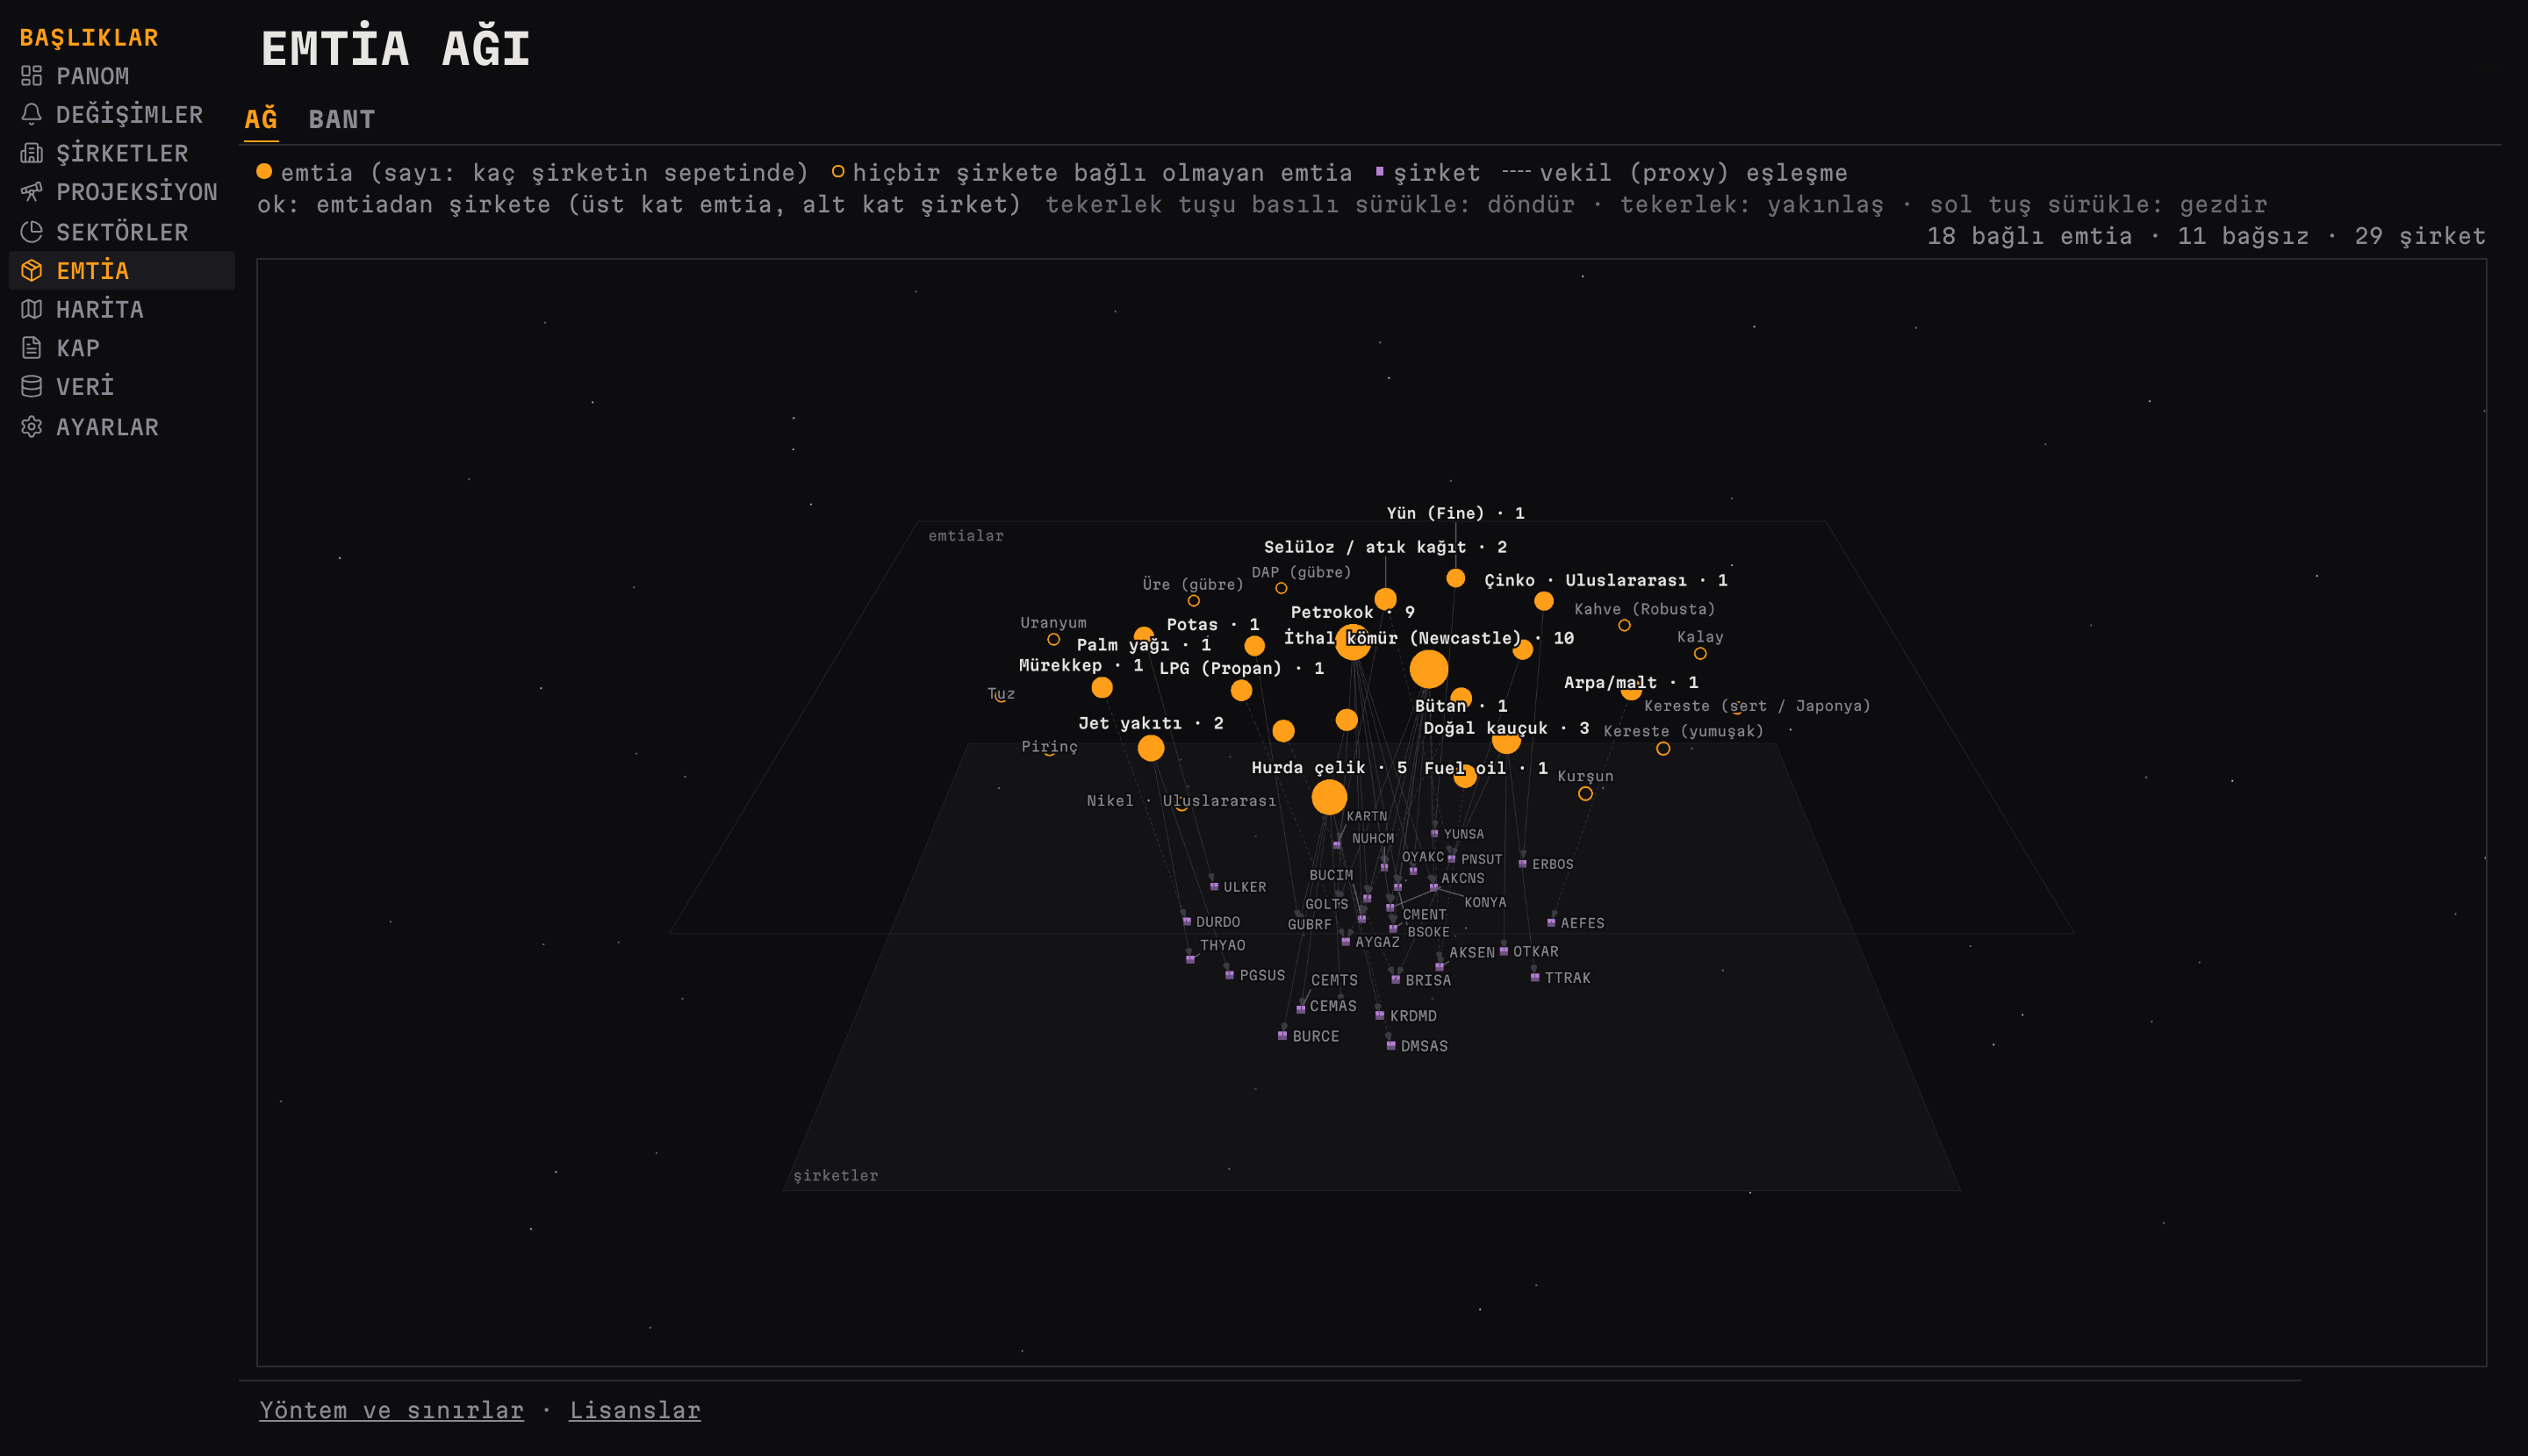 BAŞLIKLAR
PANOM
DEĞİŞİMLER
ŞİRKETLER
PROJEKSİYON
SEKTÖRLER
EMTİA
HARİTA
KAP
VERİ
AYARLAR
EMTİA AĞI
AĞ BANT
emtia (sayı: kaç şirketin sepetinde) hiçbir şirkete bağlı olmayan emtia şirket vekil (proxy) eşleşme
ok: emtiadan şirkete (üst kat emtia, alt kat şirket) tekerlek tuşu basılı sürükle: döndür · tekerlek: yakınlaş · sol tuş sürükle: gezdir
18 bağlı emtia · 11 bağsız · 29 şirket
Yün (Fine) · 1
emtialar
Selüloz / atık kağıt · 2
DAP (gübre)
Üre (gübre)
Çinko · Uluslararası · 1
Petrokok · 9
Kahve (Robusta)
Uranyum
Potas · 1
İthal kömür (Newcastle) · 10
Kalay
Palm yağı · 1
Mürekkep · 1
LPG (Propan) · 1
Arpa/malt · 1
Tuz
Bütan · 1
Kereste (sert / Japonya)
Jet yakıtı · 2
Doğal kauçuk · 3
Kereste (yumuşak)
Pirinç
Hurda çelik · 5
Fuel oil · 1
Kurşun
Nikel · Uluslararası
KARTN
YUNSA
NUHCM
OYAKC
PNSUT
ERBOS
BUCIM
AKCNS
ULKER
GOLTS
KONYA
CMENT
DURDO
GUBRF
AEFES
BSOKE
THYAO
AYGAZ
AKSEN
OTKAR
PGSUS
CEMTS
BRISA
TTRAK
CEMAS
KRDMD
BURCE
DMSAS
şirketler
Yöntem ve sınırlar · Lisanslar